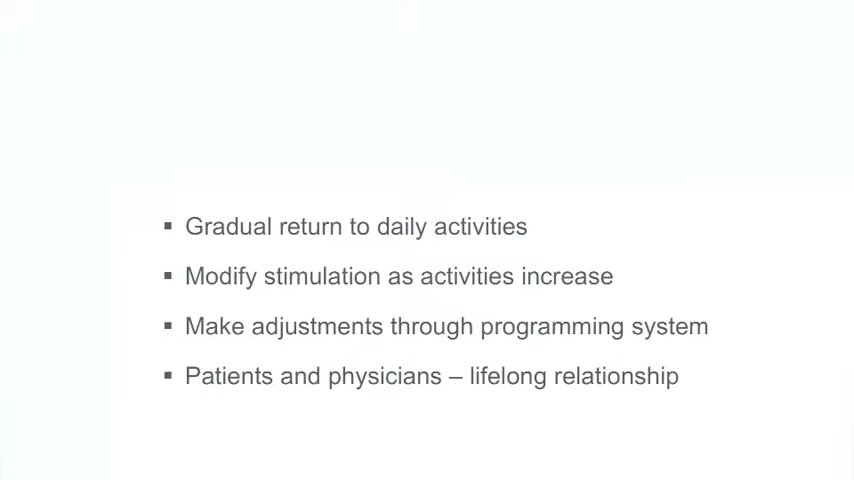 ▪ Gradual return to daily activities
▪ Modify stimulation as activities increase
▪ Make adjustments through programming system
▪ Patients and physicians – lifelong relationship